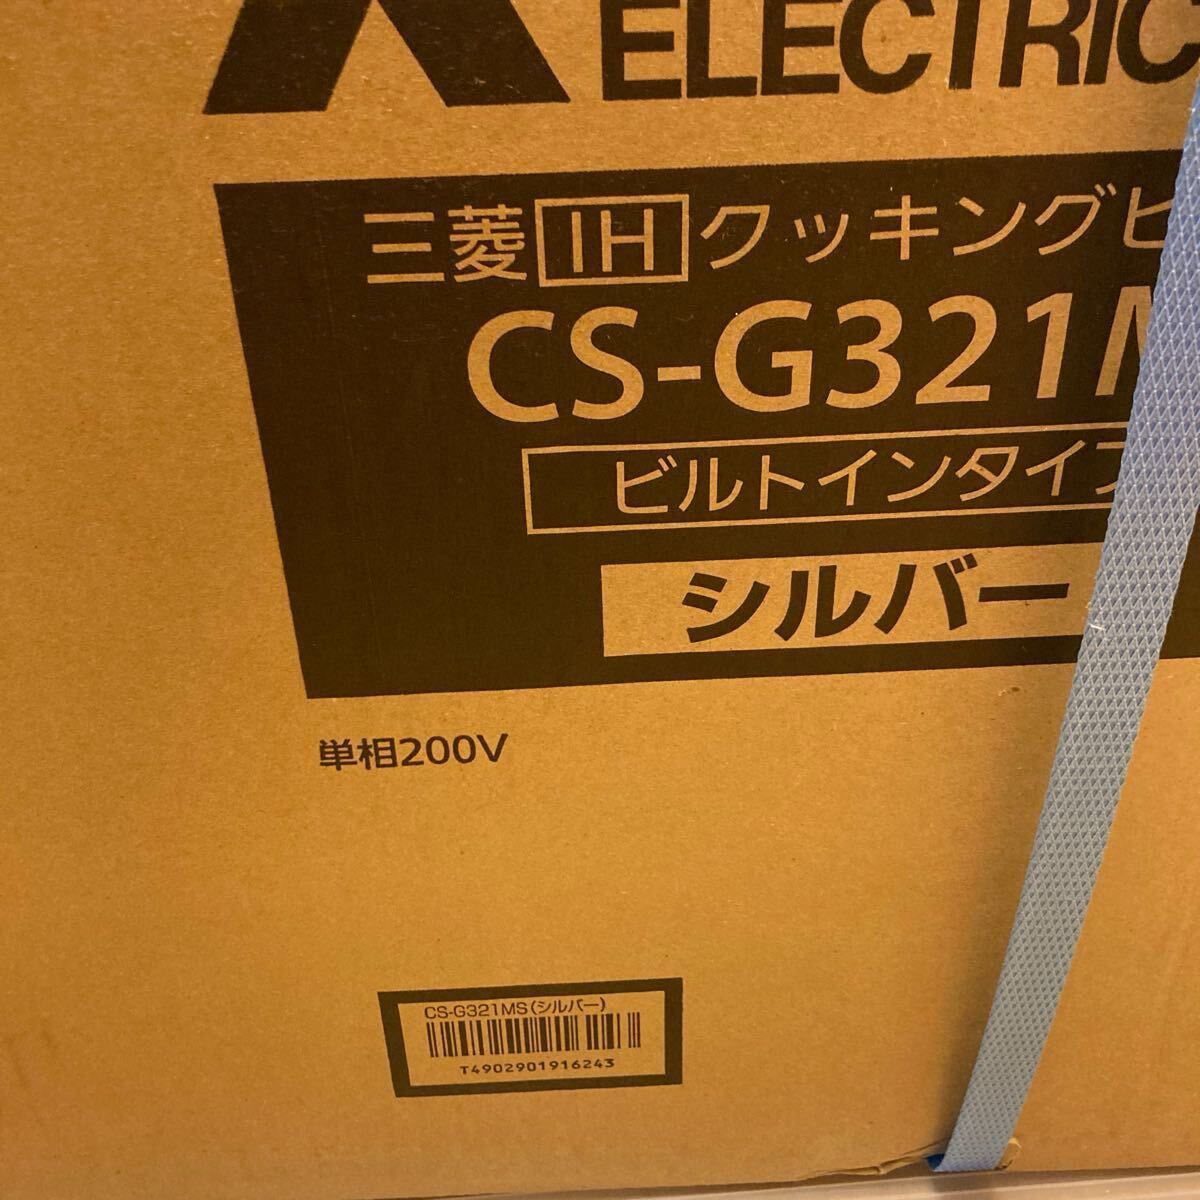 ELECTRIC
三菱IHクッキングヒ
CS-G321M
ビルトインタイプ
シルバー
単相200V
CS-G321MS(シルバー)
T4902901916243